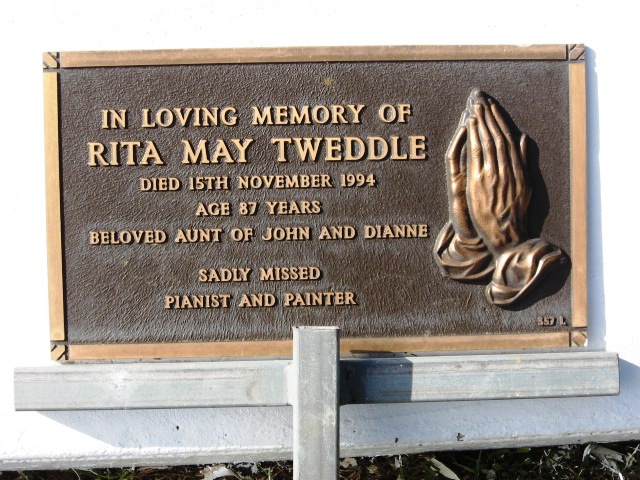 IN LOVING MEMORY OF
RITA MAY TWEDDLE
DIED 15TH NOVEMBER 1994
AGE 87 YEARS
BELOVED AUNT OF JOHN AND DIANNE
SADLY MISSED
PIANIST AND PAINTER